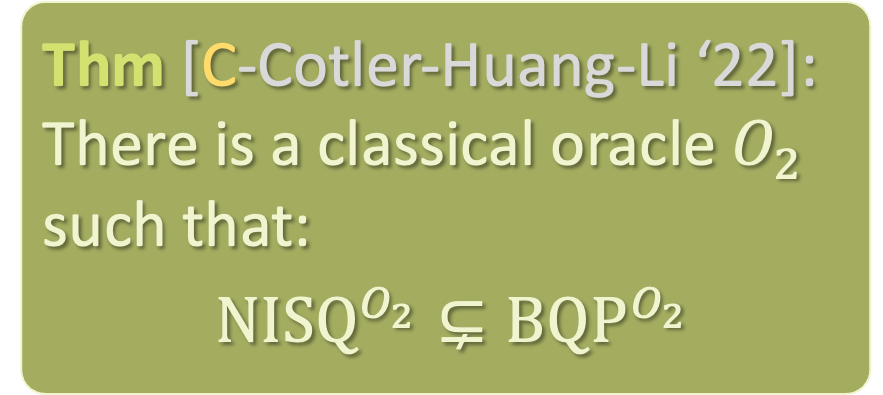 Thm [C-Cotler-Huang-Li ‘22]:
There is a classical oracle O₂
such that:
NISQ^O₂ ⊊ BQP^O₂